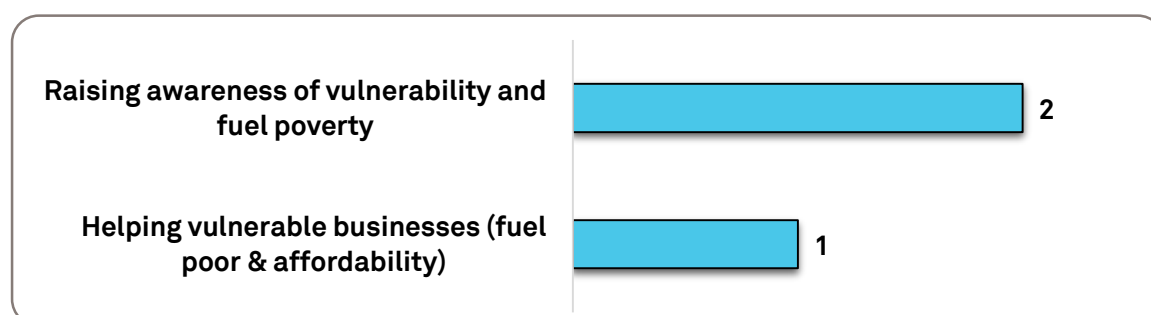 Raising awareness of vulnerability and
fuel poverty
2
Helping vulnerable businesses (fuel
poor & affordability)
1